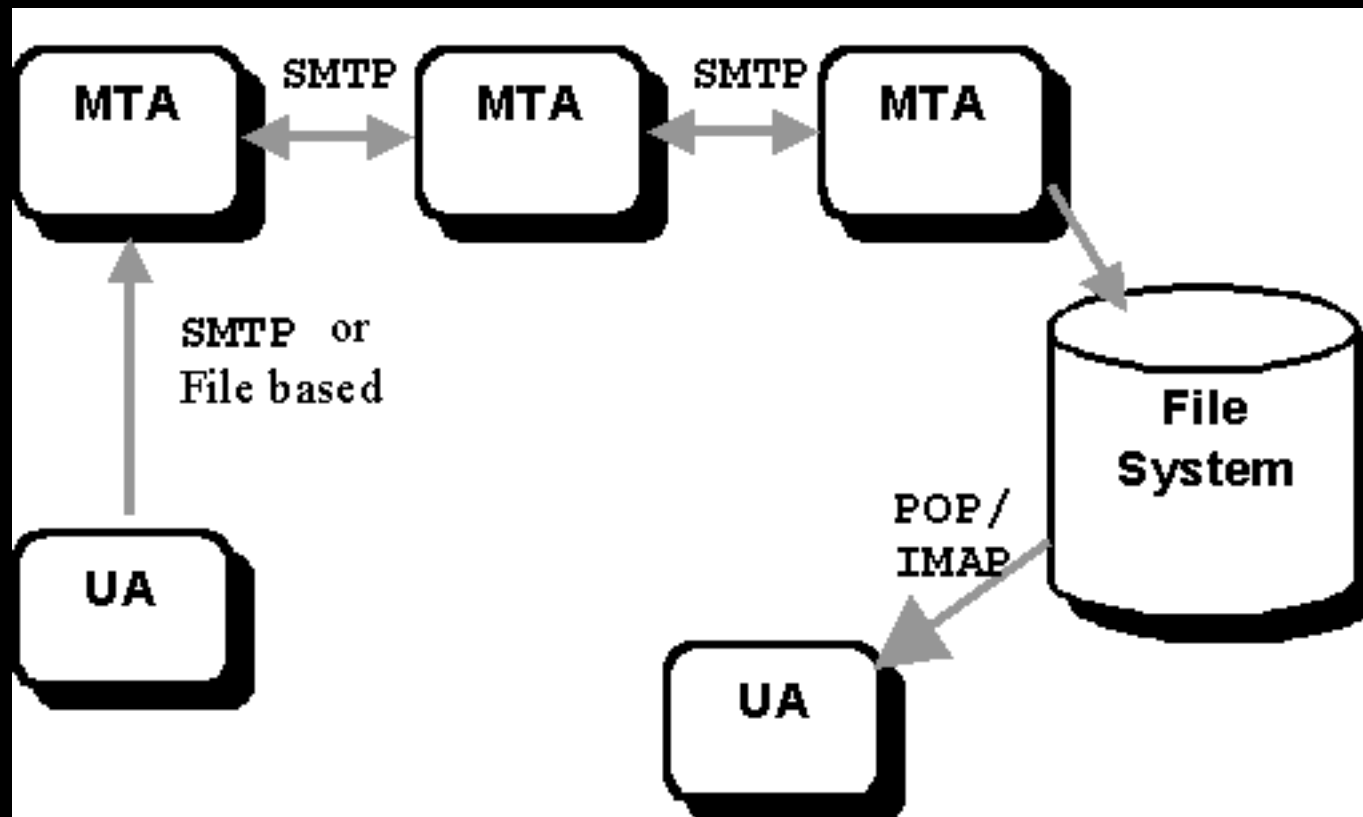 MTA
SMTP
MTA
SMTP
MTA
SMTP or
File based
File
System
POP/
IMAP
UA
UA